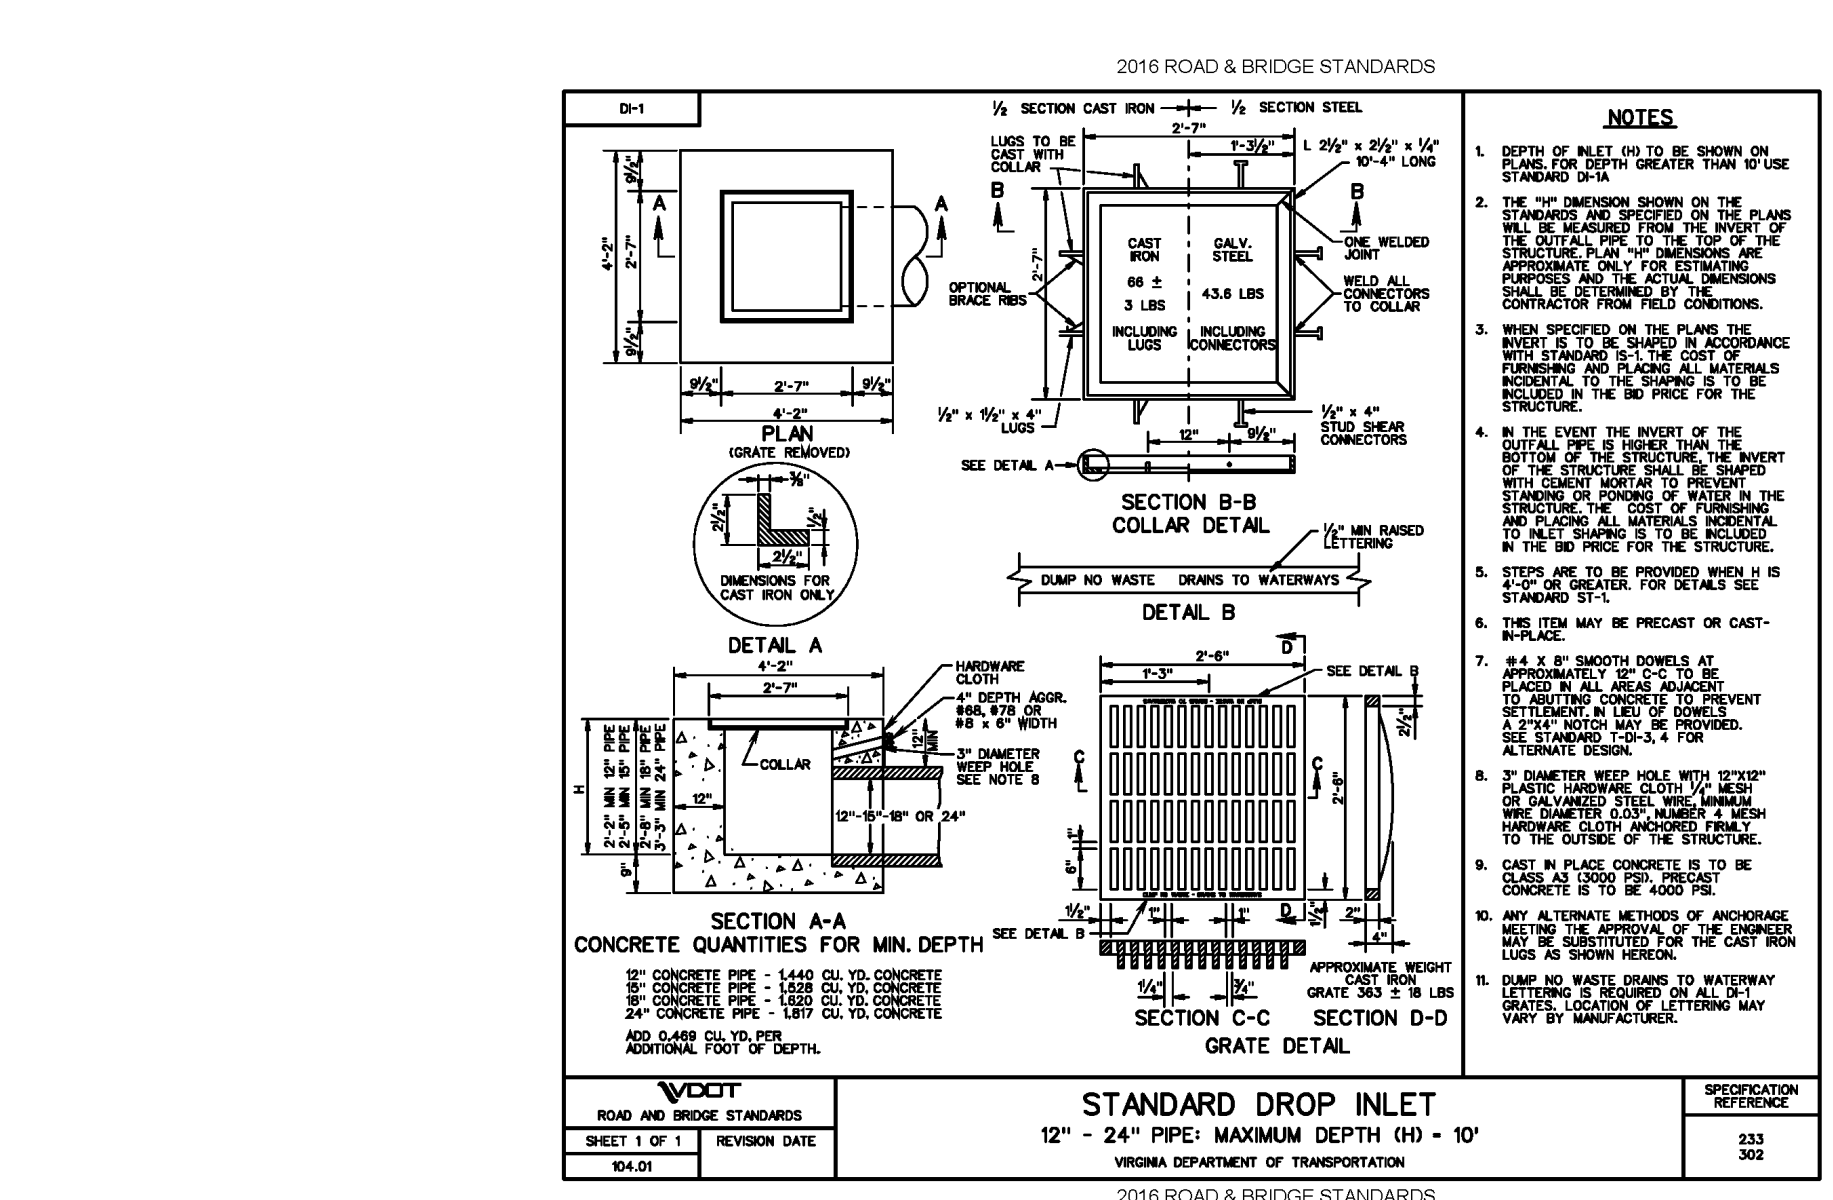 2016 ROAD & BRIDGE STANDARDS
DI-1
½ SECTION CAST IRON
½ SECTION STEEL
2'-7"
1'-3½"
LUGS TO BE
CAST WITH
COLLAR
L 2½" x 2½" x ¼"
10'-4" LONG
B
B
9½"
2'-7"
4'-2"
9½"
A
A
2'-7"
CAST
IRON
66 ±
3 LBS
INCLUDING
LUGS
GALV.
STEEL
43.6 LBS
INCLUDING
CONNECTORS
ONE WELDED
JOINT
WELD ALL
CONNECTORS
TO COLLAR
OPTIONAL
BRACE RIBS
9½"
2'-7"
9½"
4'-2"
PLAN
(GRATE REMOVED)
½" x 1½" x 4"
LUGS
½" x 4"
STUD SHEAR
CONNECTORS
12"
9½"
SEE DETAIL A
SECTION B-B
COLLAR DETAIL
⅜"
2½"
½"
2½"
DIMENSIONS FOR
CAST IRON ONLY
DETAIL A
½" MIN RAISED
LETTERING
DUMP NO WASTE DRAINS TO WATERWAYS
DETAIL B
4'-2"
2'-7"
HARDWARE
CLOTH
4" DEPTH AGGR.
#68, #78 OR
#8 x 6" WIDTH
12"
MIN
3" DIAMETER
WEEP HOLE
SEE NOTE 8
COLLAR
H
2'-2" MIN 12" PIPE
2'-5" MIN 15" PIPE
2'-8" MIN 18" PIPE
3'-3" MIN 24" PIPE
12"
12"-15"-18" OR 24"
9"
SECTION A-A
CONCRETE QUANTITIES FOR MIN. DEPTH
12" CONCRETE PIPE - 1.440 CU. YD. CONCRETE
15" CONCRETE PIPE - 1.528 CU. YD. CONCRETE
18" CONCRETE PIPE - 1.620 CU. YD. CONCRETE
24" CONCRETE PIPE - 1.817 CU. YD. CONCRETE
ADD 0.469 CU. YD. PER
ADDITIONAL FOOT OF DEPTH.
D
2'-6"
1'-3"
SEE DETAIL B
C
C
2'-6"
2½"
1"
6"
1½"
1"
1"
D
1½"
2"
4"
SEE DETAIL B
DUMP NO WASTE - DRAINS TO WATERWAYS
1¼"
¾"
APPROXIMATE WEIGHT
CAST IRON
GRATE 363 ± 18 LBS
SECTION C-C
SECTION D-D
GRATE DETAIL
NOTES
1. DEPTH OF INLET (H) TO BE SHOWN ON
PLANS. FOR DEPTH GREATER THAN 10' USE
STANDARD DI-1A
2. THE "H" DIMENSION SHOWN ON THE
STANDARDS AND SPECIFIED ON THE PLANS
WILL BE MEASURED FROM THE INVERT OF
THE OUTFALL PIPE TO THE TOP OF THE
STRUCTURE. PLAN "H" DIMENSIONS ARE
APPROXIMATE ONLY FOR ESTIMATING
PURPOSES AND THE ACTUAL DIMENSIONS
SHALL BE DETERMINED BY THE
CONTRACTOR FROM FIELD CONDITIONS.
3. WHEN SPECIFIED ON THE PLANS THE
INVERT IS TO BE SHAPED IN ACCORDANCE
WITH STANDARD IS-1. THE COST OF
FURNISHING AND PLACING ALL MATERIALS
INCIDENTAL TO THE SHAPING IS TO BE
INCLUDED IN THE BID PRICE FOR THE
STRUCTURE.
4. IN THE EVENT THE INVERT OF THE
OUTFALL PIPE IS HIGHER THAN THE
BOTTOM OF THE STRUCTURE, THE INVERT
OF THE STRUCTURE SHALL BE SHAPED
WITH CEMENT MORTAR TO PREVENT
STANDING OR PONDING OF WATER IN THE
STRUCTURE. THE COST OF FURNISHING
AND PLACING ALL MATERIALS INCIDENTAL
TO INLET SHAPING IS TO BE INCLUDED
IN THE BID PRICE FOR THE STRUCTURE.
5. STEPS ARE TO BE PROVIDED WHEN H IS
4'-0" OR GREATER. FOR DETAILS SEE
STANDARD ST-1.
6. THIS ITEM MAY BE PRECAST OR CAST-
IN-PLACE.
7. #4 X 8" SMOOTH DOWELS AT
APPROXIMATELY 12" C-C TO BE
PLACED IN ALL AREAS ADJACENT
TO ABUTTING CONCRETE TO PREVENT
SETTLEMENT. IN LIEU OF DOWELS
A 2"X4" NOTCH MAY BE PROVIDED.
SEE STANDARD T-DI-3, 4 FOR
ALTERNATE DESIGN.
8. 3" DIAMETER WEEP HOLE WITH 12"X12"
PLASTIC HARDWARE CLOTH ¼" MESH
OR GALVANIZED STEEL WIRE, MINIMUM
WIRE DIAMETER 0.03", NUMBER 4 MESH
HARDWARE CLOTH ANCHORED FIRMLY
TO THE OUTSIDE OF THE STRUCTURE.
9. CAST IN PLACE CONCRETE IS TO BE
CLASS A3 (3000 PSI). PRECAST
CONCRETE IS TO BE 4000 PSI.
10. ANY ALTERNATE METHODS OF ANCHORAGE
MEETING THE APPROVAL OF THE ENGINEER
MAY BE SUBSTITUTED FOR THE CAST IRON
LUGS AS SHOWN HEREON.
11. DUMP NO WASTE DRAINS TO WATERWAY
LETTERING IS REQUIRED ON ALL DI-1
GRATES. LOCATION OF LETTERING MAY
VARY BY MANUFACTURER.
VDOT
ROAD AND BRIDGE STANDARDS
SHEET 1 OF 1
REVISION DATE
104.01
STANDARD DROP INLET
12" - 24" PIPE: MAXIMUM DEPTH (H) - 10'
VIRGINIA DEPARTMENT OF TRANSPORTATION
SPECIFICATION
REFERENCE
233
302
2016 ROAD & BRIDGE STANDARDS